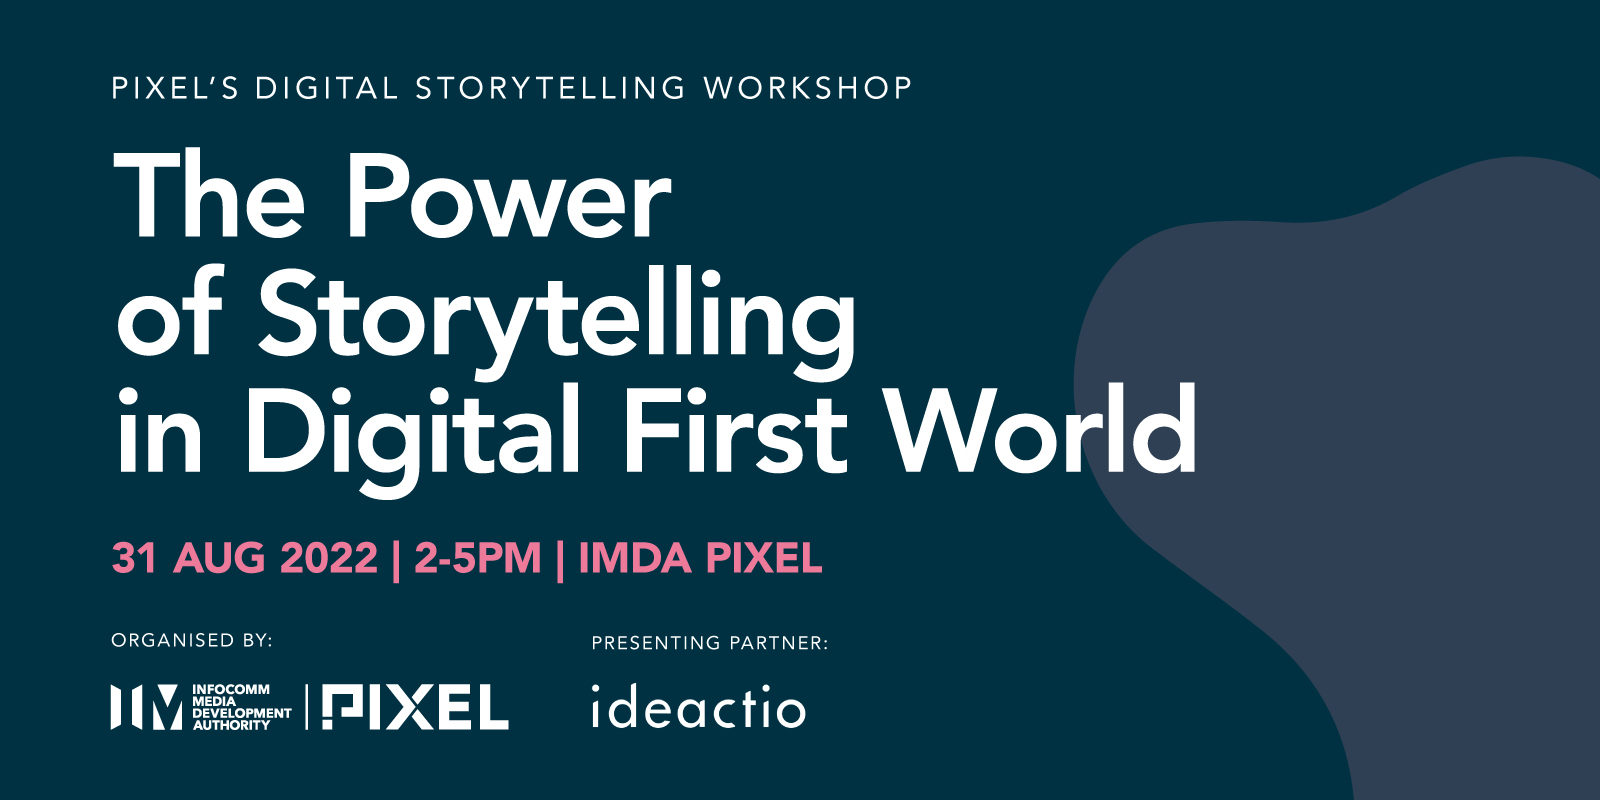 PIXEL’S DIGITAL STORYTELLING WORKSHOP
The Power
of Storytelling
in Digital First World
31 AUG 2022 | 2-5PM | IMDA PIXEL
ORGANISED BY:
PRESENTING PARTNER:
INFOCOMM
MEDIA
DEVELOPMENT
AUTHORITY
PIXEL
ideactio